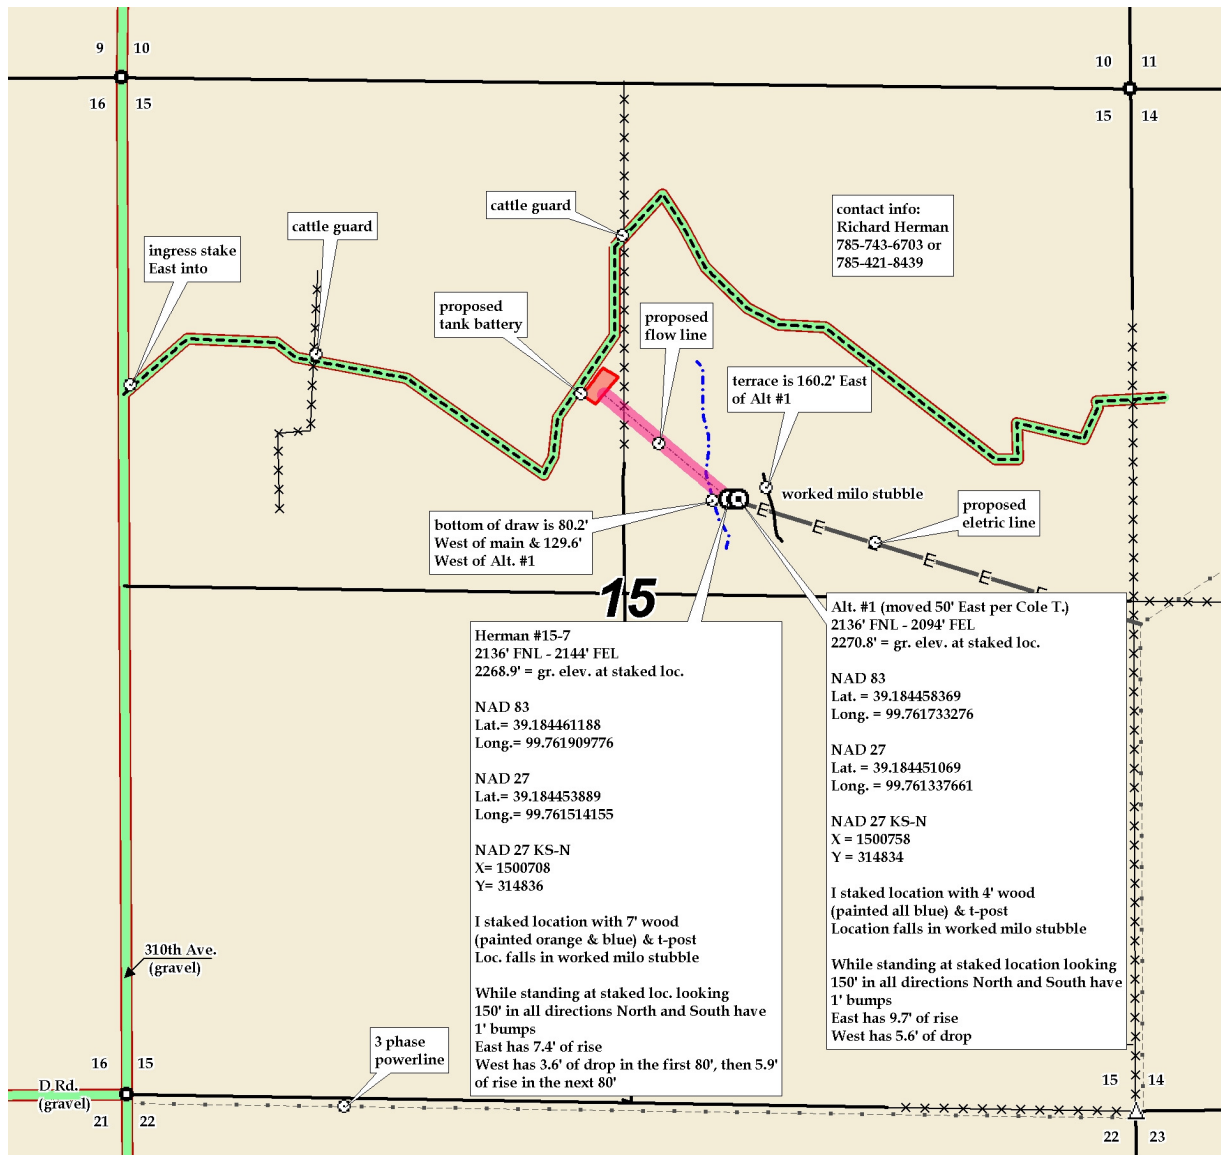 9 10
10 11
16 15
15 14
cattle guard
contact info:
Richard Herman
785-743-6703 or
785-421-8439
cattle guard
ingress stake
East into
proposed
tank battery
proposed
flow line
terrace is 160.2' East
of Alt #1
worked milo stubble
proposed
eletric line
bottom of draw is 80.2'
West of main & 129.6'
West of Alt. #1
E E E E E
15
Herman #15-7
2136' FNL - 2144' FEL
2268.9' = gr. elev. at staked loc.
NAD 83
Lat.= 39.184461188
Long.= 99.761909776
NAD 27
Lat.= 39.184453889
Long.= 99.761514155
NAD 27 KS-N
X= 1500708
Y= 314836
I staked location with 7' wood
(painted orange & blue) & t-post
Loc. falls in worked milo stubble
While standing at staked loc. looking
150' in all directions North and South have
1' bumps
East has 7.4' of rise
West has 3.6' of drop in the first 80', then 5.9'
of rise in the next 80'
Alt. #1 (moved 50' East per Cole T.)
2136' FNL - 2094' FEL
2270.8' = gr. elev. at staked loc.
NAD 83
Lat. = 39.184458369
Long. = 99.761733276
NAD 27
Lat. = 39.184451069
Long. = 99.761337661
NAD 27 KS-N
X = 1500758
Y = 314834
I staked location with 4' wood
(painted all blue) & t-post
Location falls in worked milo stubble
While standing at staked location looking
150' in all directions North and South have
1' bumps
East has 9.7' of rise
West has 5.6' of drop
310th Ave.
(gravel)
3 phase
powerline
16 15
15 14
D Rd.
(gravel)
21 22
22 23